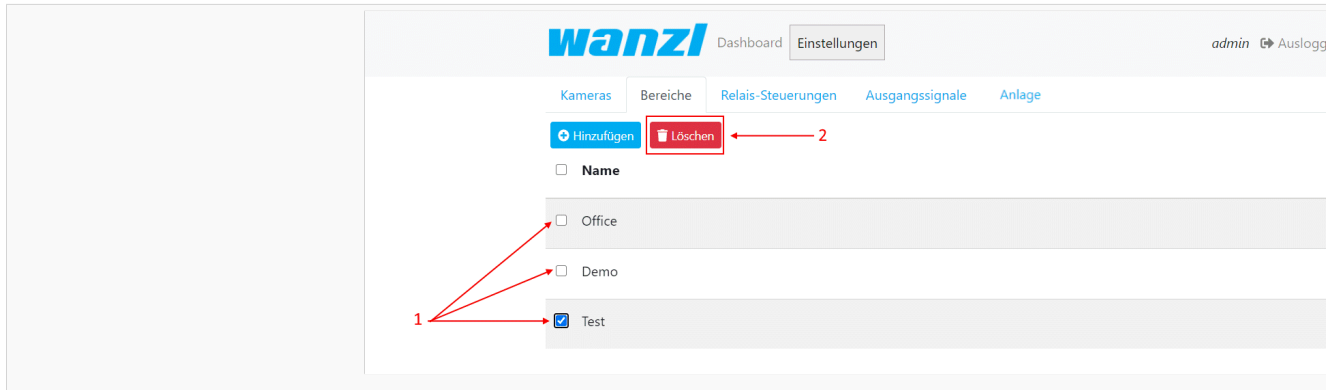 wanzl Dashboard Einstellungen admin Auslogg
Kameras Bereiche Relais-Steuerungen Ausgangssignale Anlage
Hinzufügen Löschen 2
Name
Office
Demo
1 Test